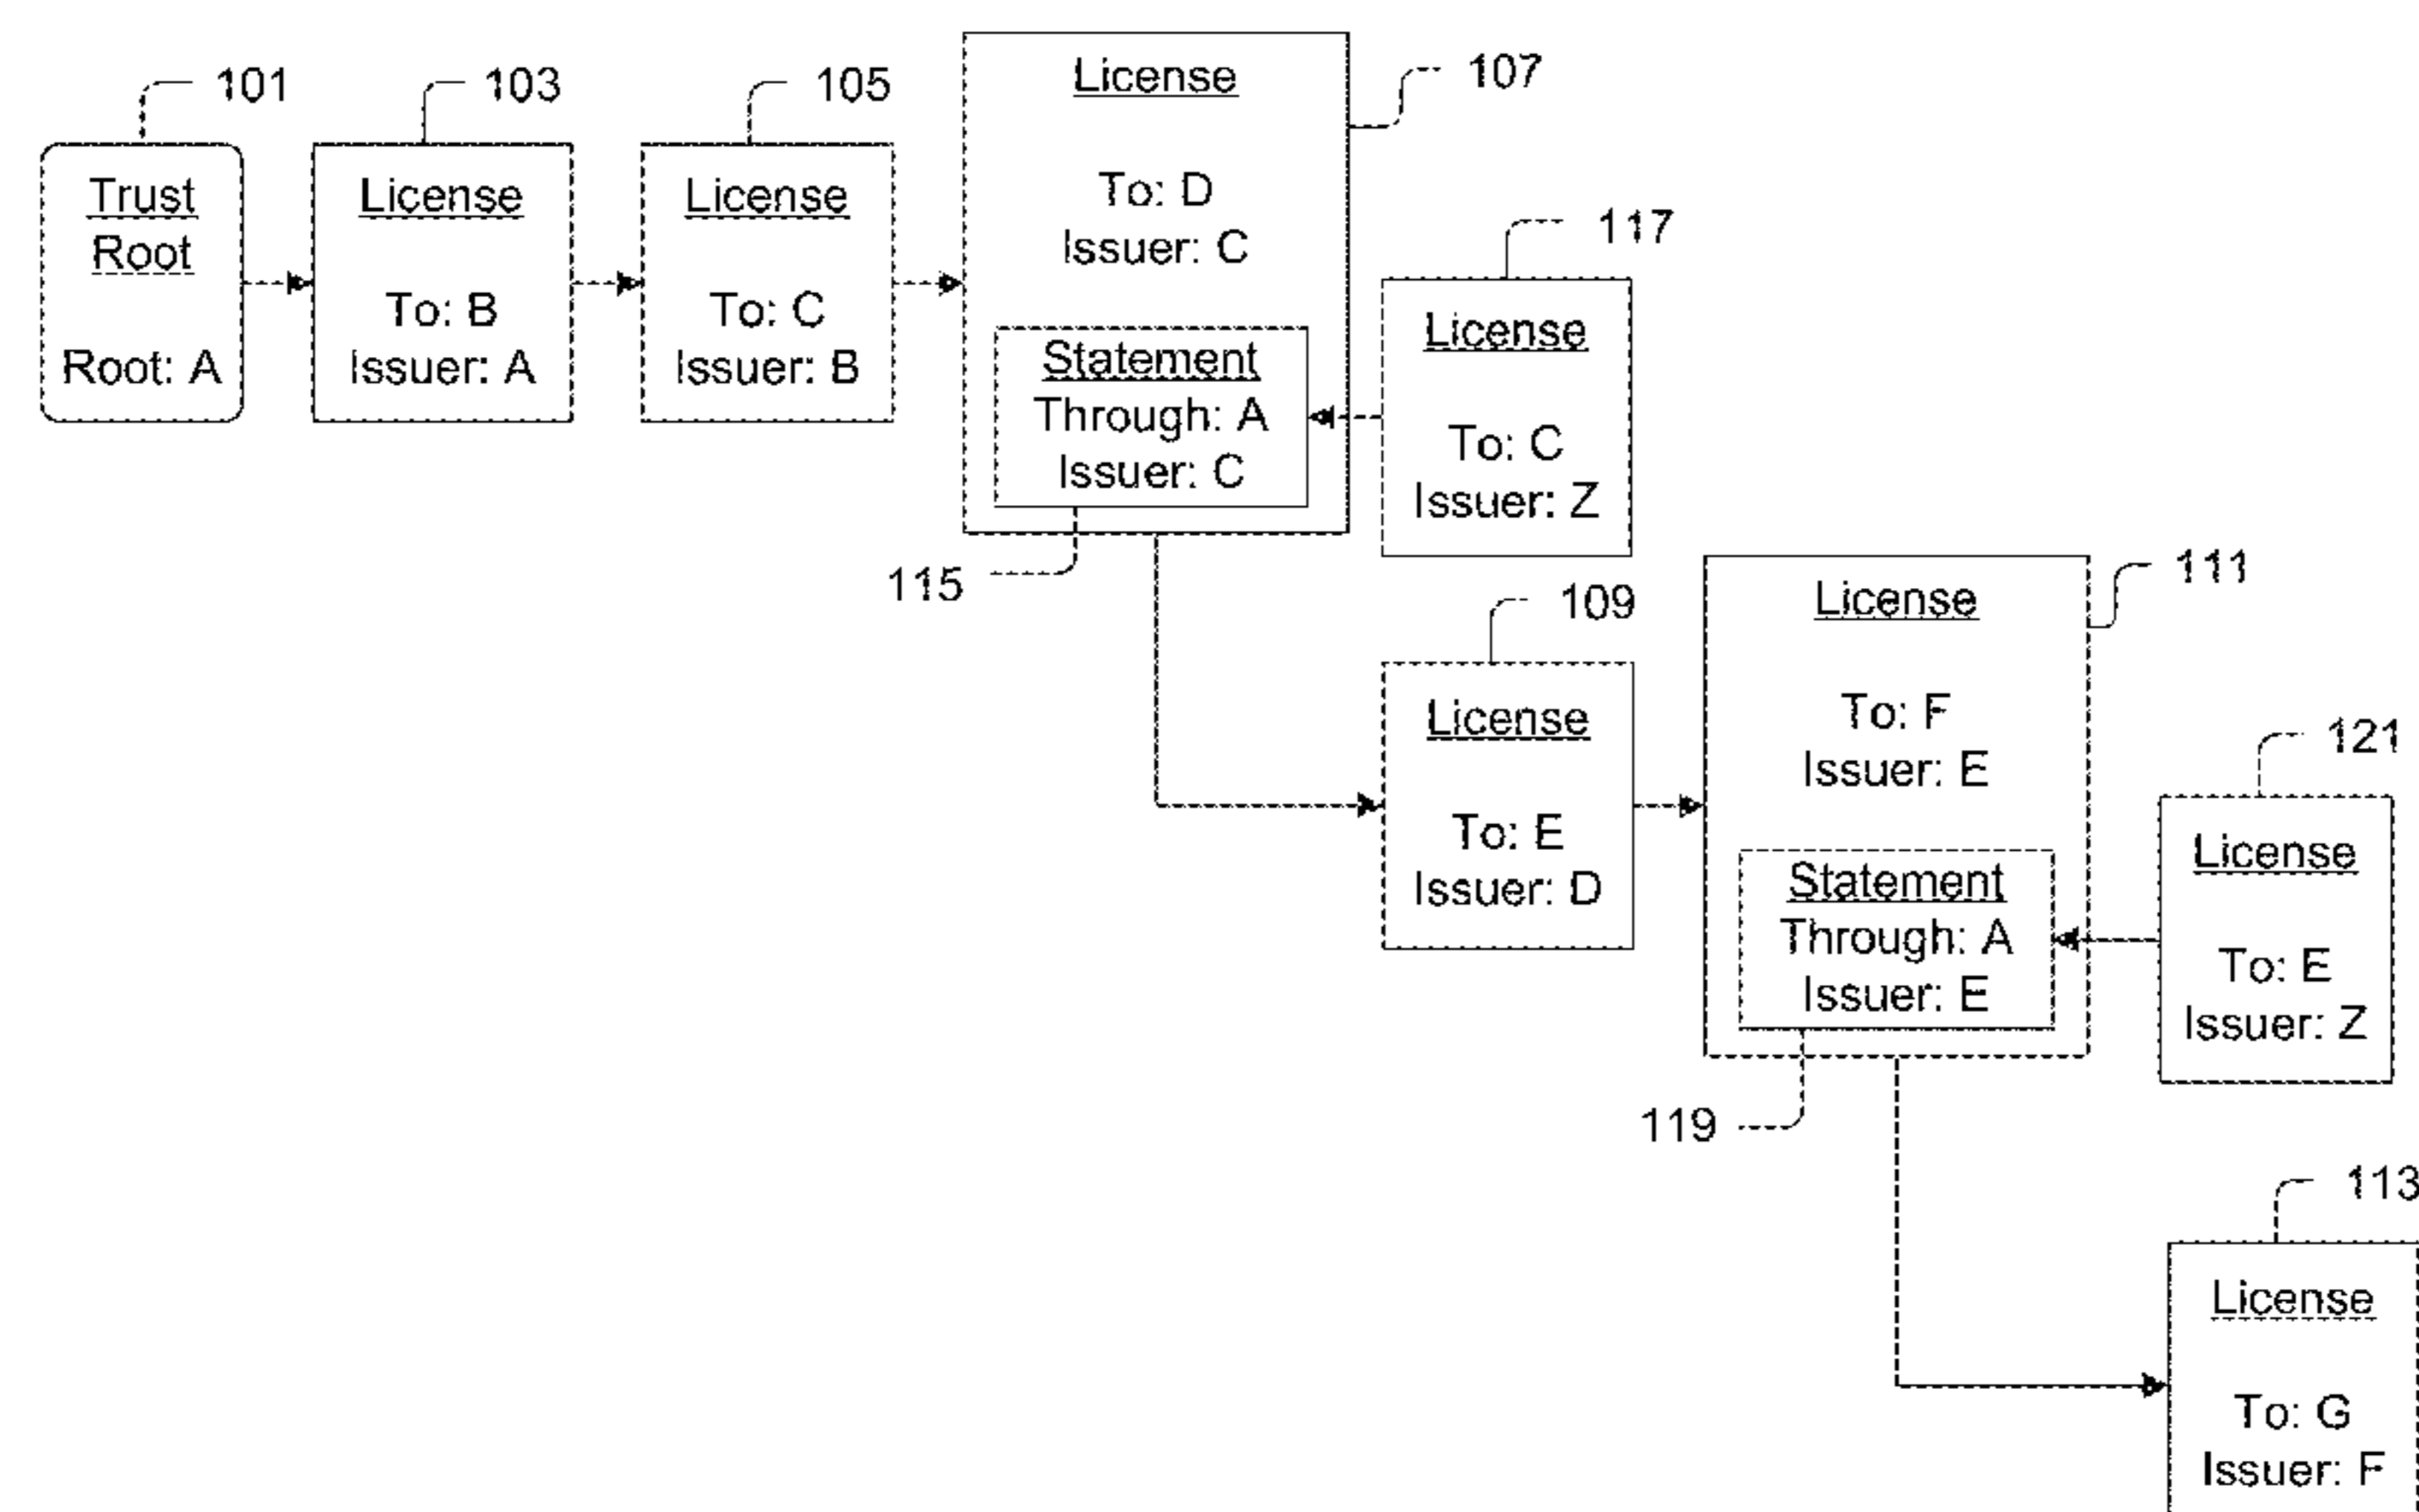 101
103
105
107
Trust
Root
Root: A
License
To: B
Issuer: A
License
To: C
Issuer: B
License
To: D
Issuer: C
Statement
Through: A
Issuer: C
115
117
License
To: C
Issuer: Z
109
License
To: E
Issuer: D
111
License
To: F
Issuer: E
Statement
Through: A
Issuer: E
119
121
License
To: E
Issuer: Z
113
License
To: G
Issuer: F